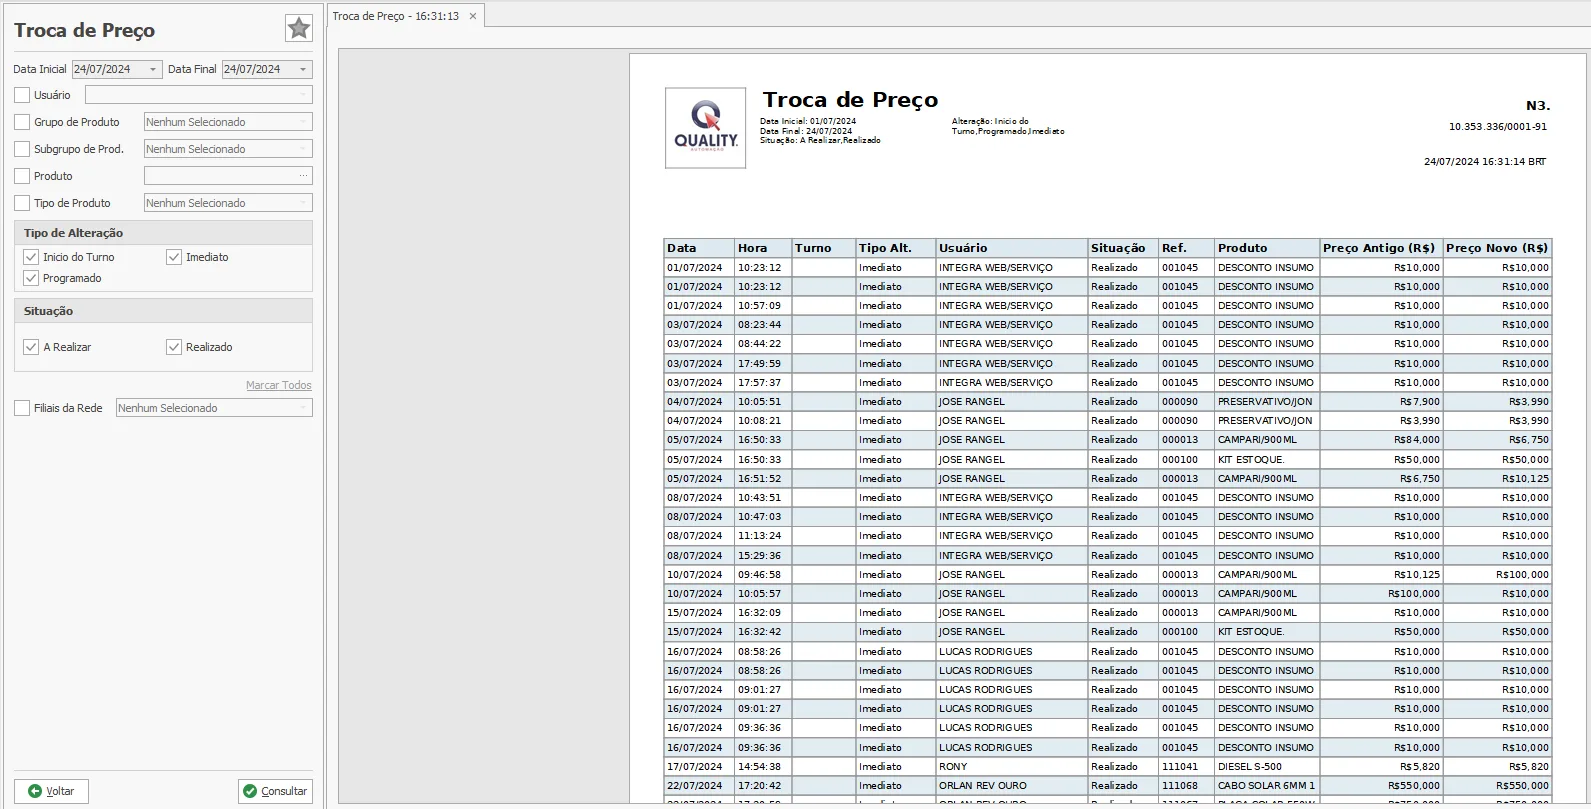 Troca de Preço
Data Inicial 24/07/2024 Data Final 24/07/2024
Usuário
Grupo de Produto Nenhum Selecionado
Subgrupo de Prod. Nenhum Selecionado
Produto ...
Tipo de Produto Nenhum Selecionado
Tipo de Alteração
Inicio do Turno Imediato
Programado
Situação
A Realizar Realizado
Marcar Todos
Filiais da Rede Nenhum Selecionado
Voltar Consultar
Troca de Preço - 16:31:13 ×
QUALITY.
AUTOMAÇÃO
Troca de Preço
Data Inicial: 01/07/2024
Data Final: 24/07/2024
Situação: A Realizar,Realizado
Alteração: Inicio do
Turno,Programado,Imediato
N3.
10.353.336/0001-91
24/07/2024 16:31:14 BRT
Data Hora Turno Tipo Alt. Usuário Situação Ref. Produto Preço Antigo (R$) Preço Novo (R$)
01/07/2024 10:23:12 Imediato INTEGRA WEB/SERVIÇO Realizado 001045 DESCONTO INSUMO R$10,000 R$10,000
01/07/2024 10:23:12 Imediato INTEGRA WEB/SERVIÇO Realizado 001045 DESCONTO INSUMO R$10,000 R$10,000
01/07/2024 10:57:09 Imediato INTEGRA WEB/SERVIÇO Realizado 001045 DESCONTO INSUMO R$10,000 R$10,000
03/07/2024 08:23:44 Imediato INTEGRA WEB/SERVIÇO Realizado 001045 DESCONTO INSUMO R$10,000 R$10,000
03/07/2024 08:44:22 Imediato INTEGRA WEB/SERVIÇO Realizado 001045 DESCONTO INSUMO R$10,000 R$10,000
03/07/2024 17:49:59 Imediato INTEGRA WEB/SERVIÇO Realizado 001045 DESCONTO INSUMO R$10,000 R$10,000
03/07/2024 17:57:37 Imediato INTEGRA WEB/SERVIÇO Realizado 001045 DESCONTO INSUMO R$10,000 R$10,000
04/07/2024 10:05:51 Imediato JOSE RANGEL Realizado 000090 PRESERVATIVO/JON R$7,900 R$3,990
04/07/2024 10:08:21 Imediato JOSE RANGEL Realizado 000090 PRESERVATIVO/JON R$3,990 R$3,990
05/07/2024 16:50:33 Imediato JOSE RANGEL Realizado 000013 CAMPARI/900ML R$84,000 R$6,750
05/07/2024 16:50:33 Imediato JOSE RANGEL Realizado 000100 KIT ESTOQUE. R$50,000 R$50,000
05/07/2024 16:51:52 Imediato JOSE RANGEL Realizado 000013 CAMPARI/900ML R$6,750 R$10,125
08/07/2024 10:43:51 Imediato INTEGRA WEB/SERVIÇO Realizado 001045 DESCONTO INSUMO R$10,000 R$10,000
08/07/2024 10:47:03 Imediato INTEGRA WEB/SERVIÇO Realizado 001045 DESCONTO INSUMO R$10,000 R$10,000
08/07/2024 11:13:24 Imediato INTEGRA WEB/SERVIÇO Realizado 001045 DESCONTO INSUMO R$10,000 R$10,000
08/07/2024 15:29:36 Imediato INTEGRA WEB/SERVIÇO Realizado 001045 DESCONTO INSUMO R$10,000 R$10,000
10/07/2024 09:46:58 Imediato JOSE RANGEL Realizado 000013 CAMPARI/900ML R$10,125 R$100,000
10/07/2024 10:05:57 Imediato JOSE RANGEL Realizado 000013 CAMPARI/900ML R$100,000 R$10,000
15/07/2024 16:32:09 Imediato JOSE RANGEL Realizado 000013 CAMPARI/900ML R$10,000 R$10,000
15/07/2024 16:32:42 Imediato JOSE RANGEL Realizado 000100 KIT ESTOQUE. R$50,000 R$50,000
16/07/2024 08:58:26 Imediato LUCAS RODRIGUES Realizado 001045 DESCONTO INSUMO R$10,000 R$10,000
16/07/2024 08:58:26 Imediato LUCAS RODRIGUES Realizado 001045 DESCONTO INSUMO R$10,000 R$10,000
16/07/2024 09:01:27 Imediato LUCAS RODRIGUES Realizado 001045 DESCONTO INSUMO R$10,000 R$10,000
16/07/2024 09:01:27 Imediato LUCAS RODRIGUES Realizado 001045 DESCONTO INSUMO R$10,000 R$10,000
16/07/2024 09:36:36 Imediato LUCAS RODRIGUES Realizado 001045 DESCONTO INSUMO R$10,000 R$10,000
16/07/2024 09:36:36 Imediato LUCAS RODRIGUES Realizado 001045 DESCONTO INSUMO R$10,000 R$10,000
17/07/2024 14:54:38 Imediato RONY Realizado 111041 DIESEL S-500 R$5,820 R$5,820
22/07/2024 17:20:42 Imediato ORLAN REV OURO Realizado 111068 CABO SOLAR 6MM 1 R$550,000 R$550,000